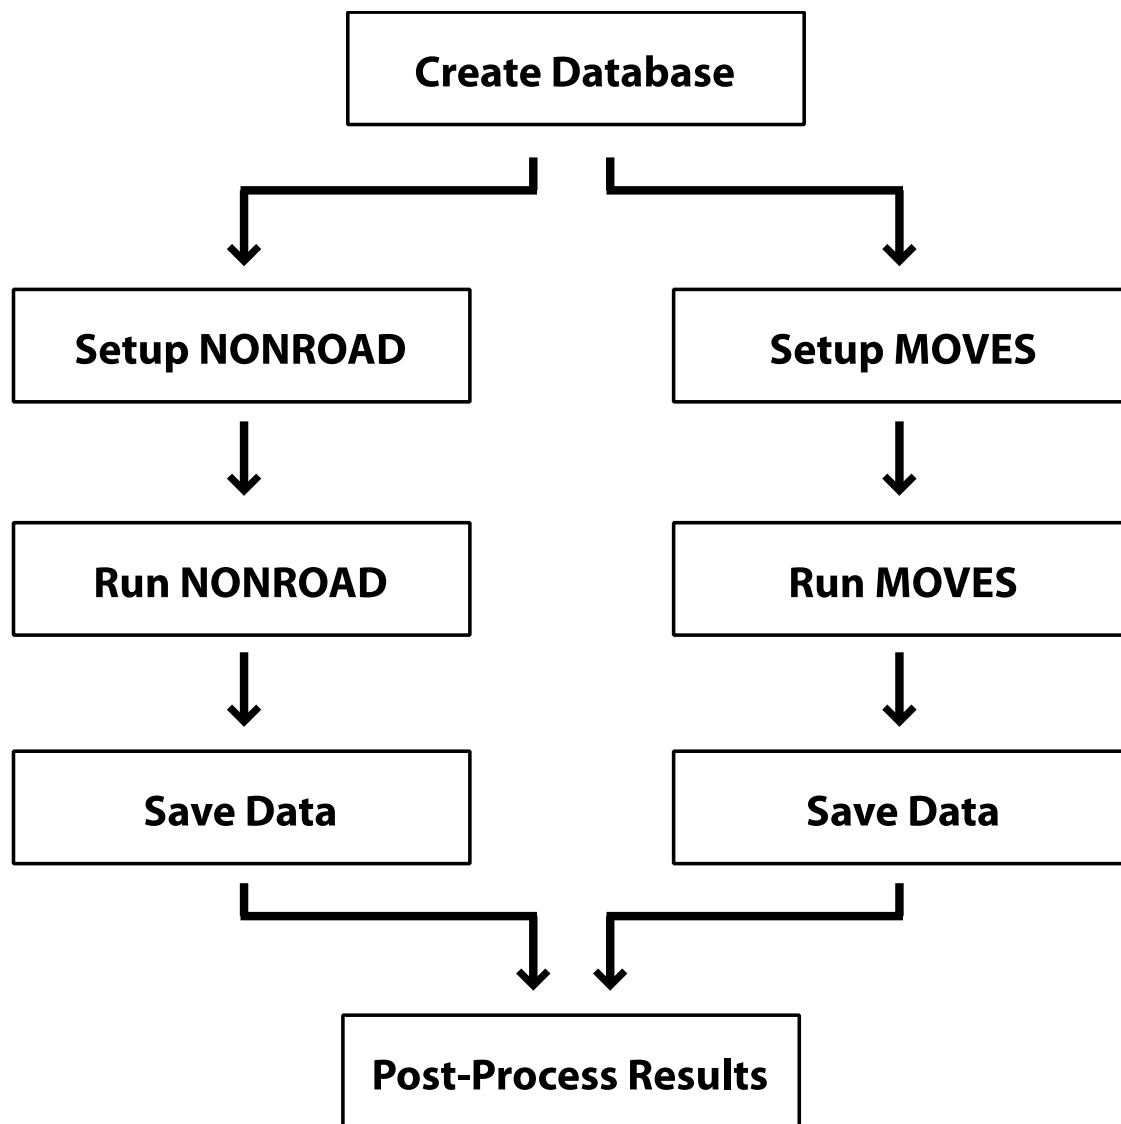 Create Database
Setup NONROAD
Setup MOVES
Run NONROAD
Run MOVES
Save Data
Save Data
Post-Process Results